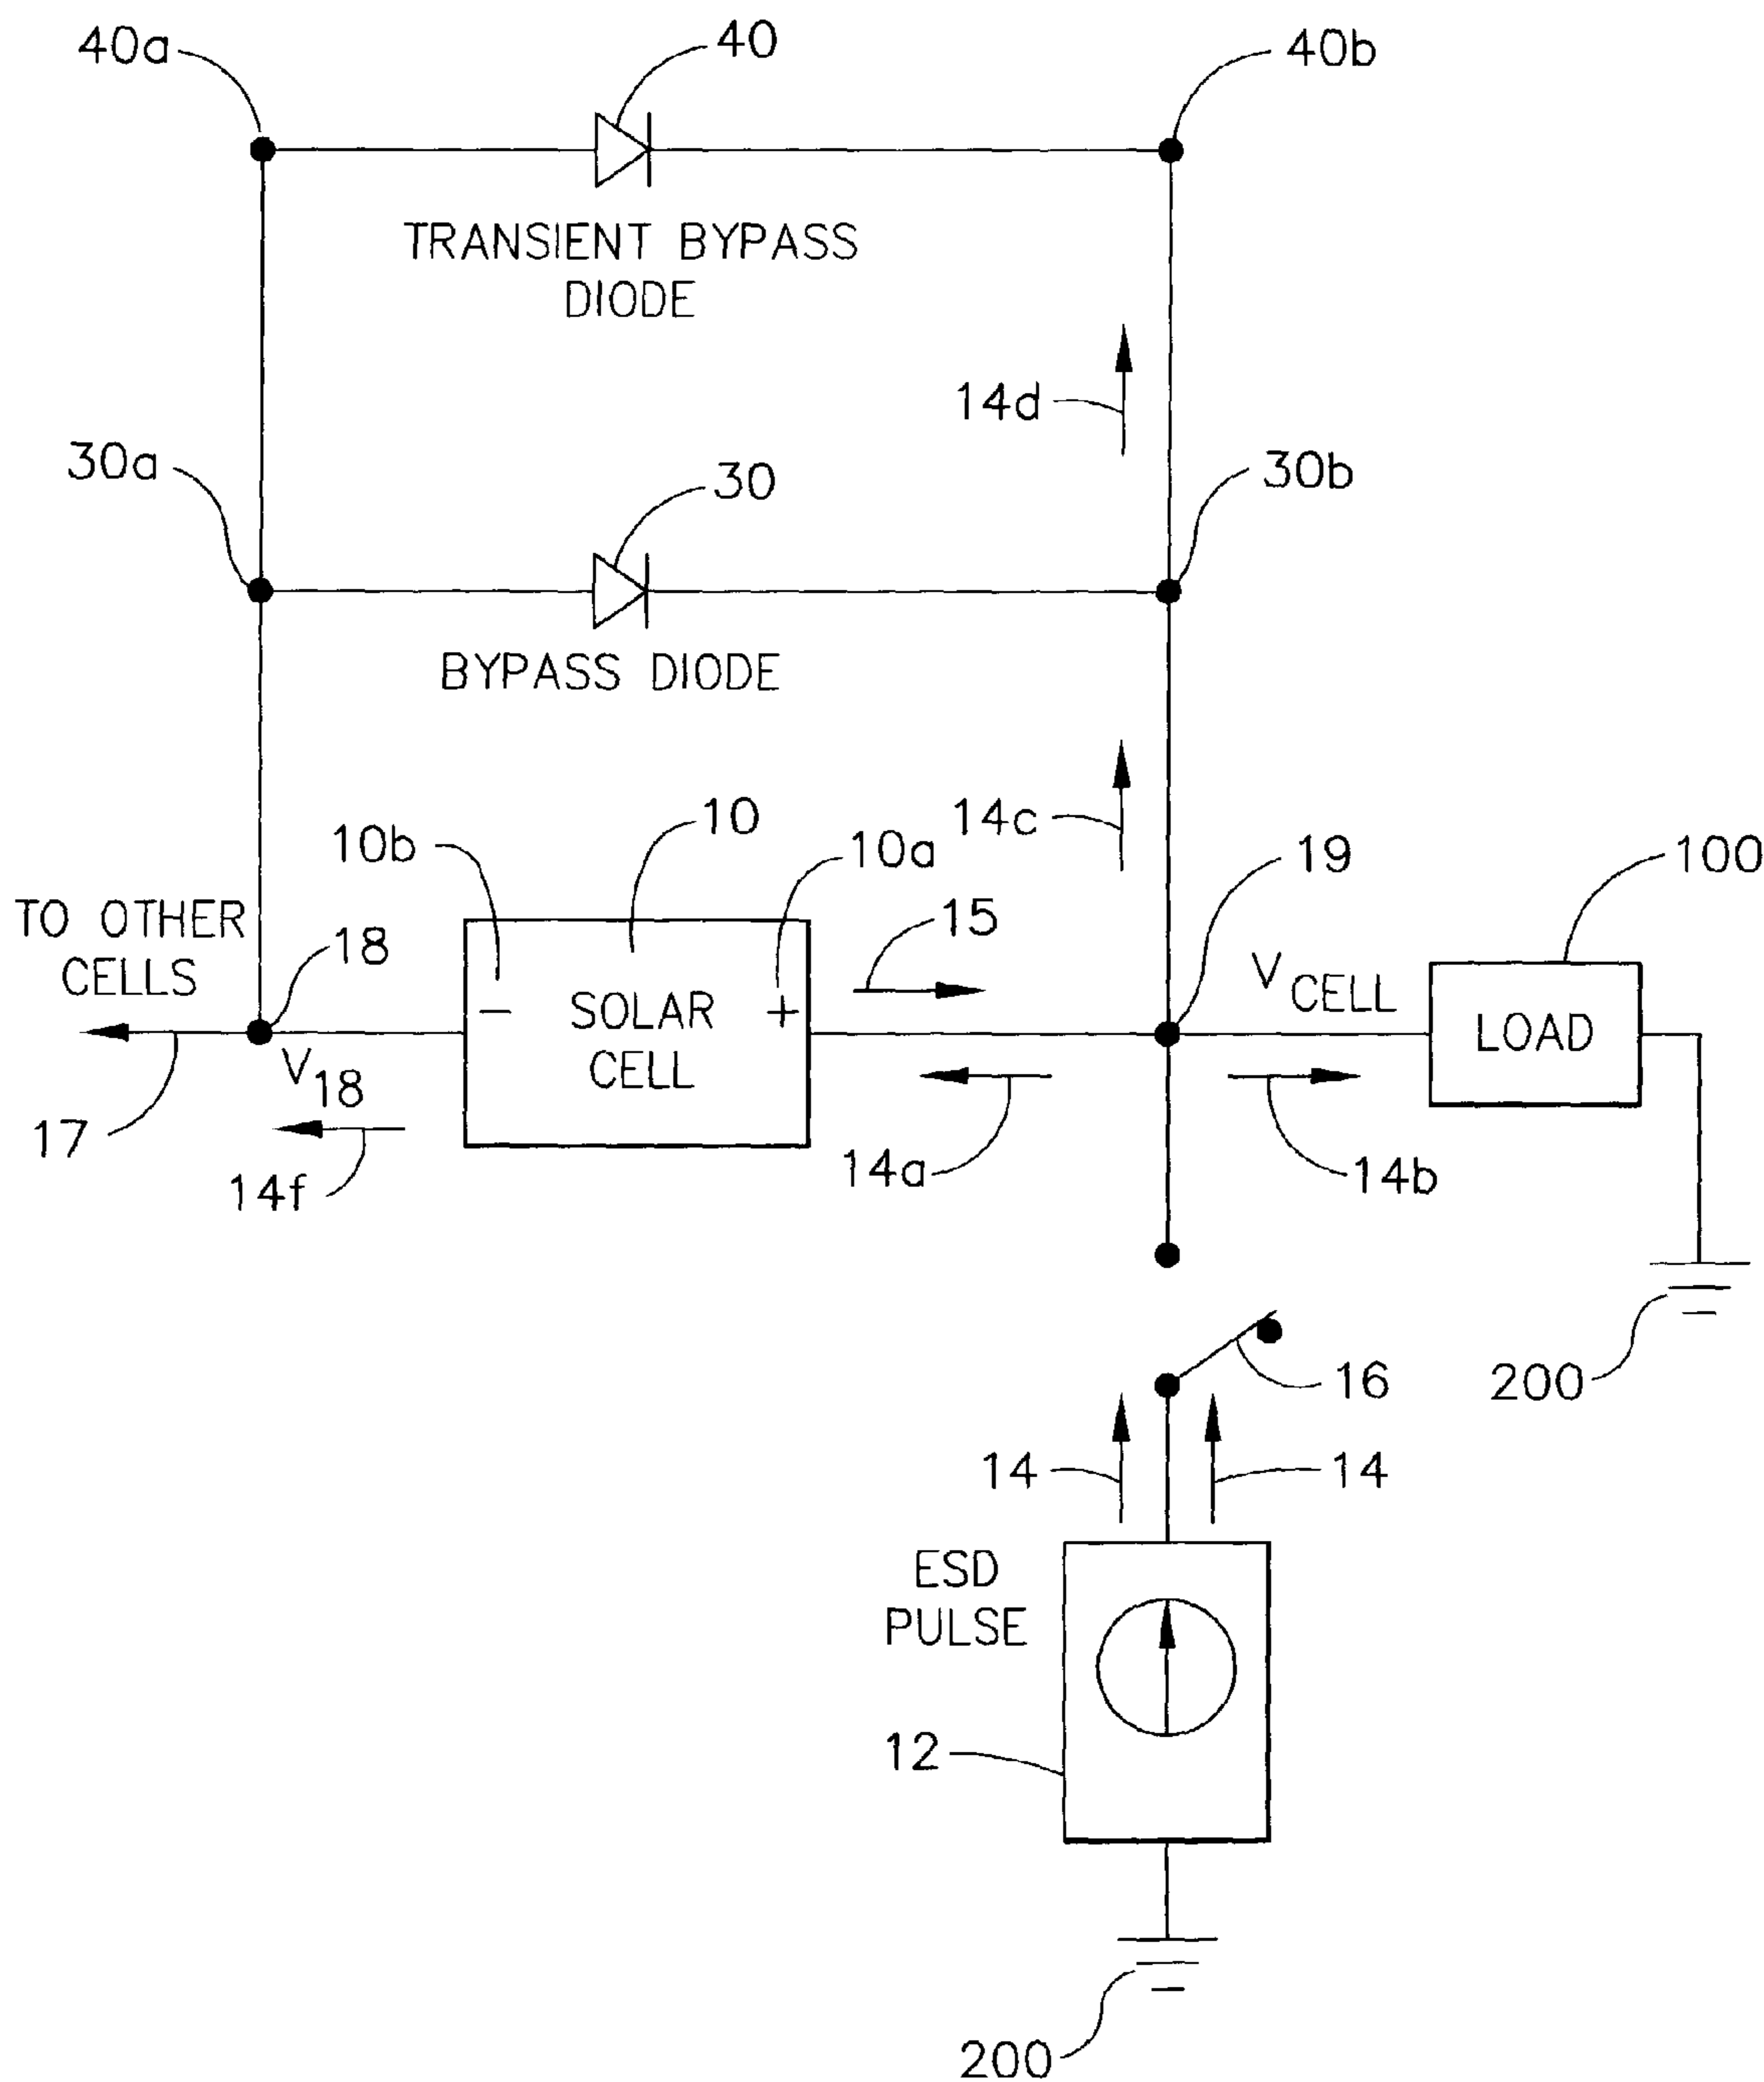 40a
40
40b
TRANSIENT BYPASS
DIODE
14d
30a
30
30b
BYPASS DIODE
10b
10
10a
14c
19
100
TO OTHER
CELLS
18
15
V CELL
- SOLAR +
CELL
LOAD
V18
17
14f
14a
14b
16
200
14
14
ESD
PULSE
12
200